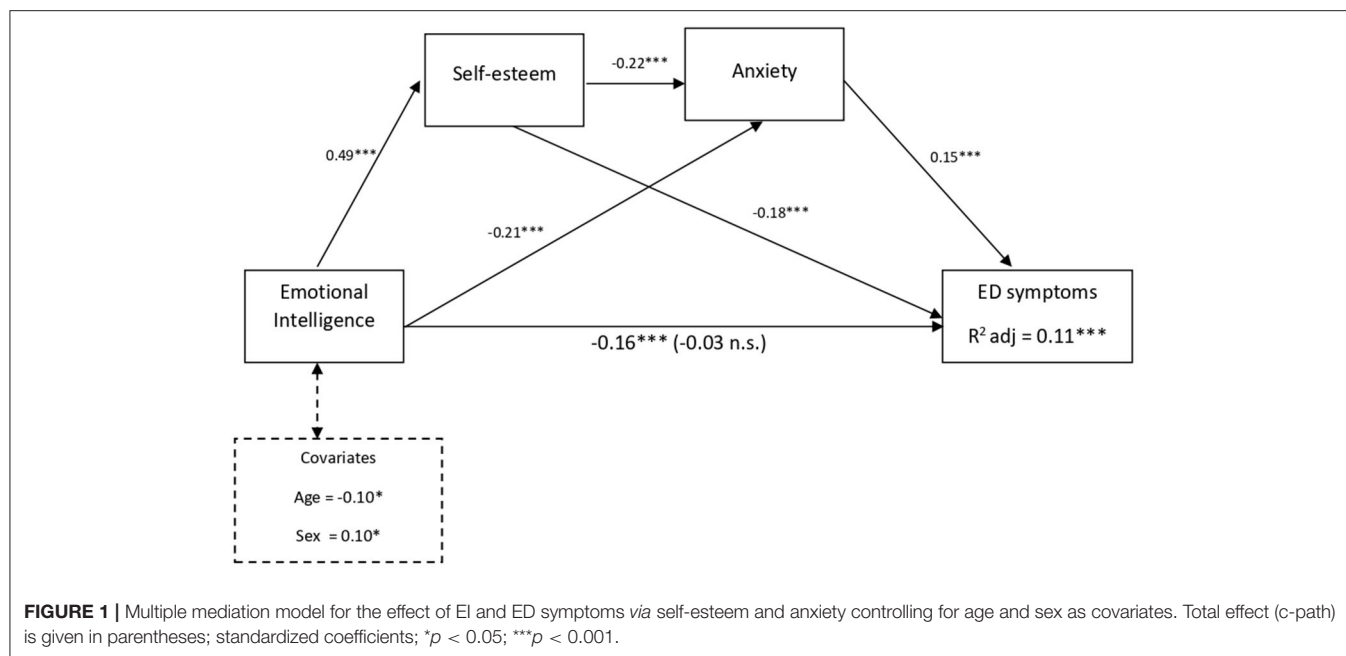 Self-esteem
-0.22***
Anxiety
0.49***
0.15***
-0.21***
-0.18***
Emotional
Intelligence
-0.16*** (-0.03 n.s.)
ED symptoms
R² adj = 0.11***
Covariates
Age = -0.10*
Sex = 0.10*
FIGURE 1 | Multiple mediation model for the effect of EI and ED symptoms via self-esteem and anxiety controlling for age and sex as covariates. Total effect (c-path)
is given in parentheses; standardized coefficients; *p < 0.05; ***p < 0.001.